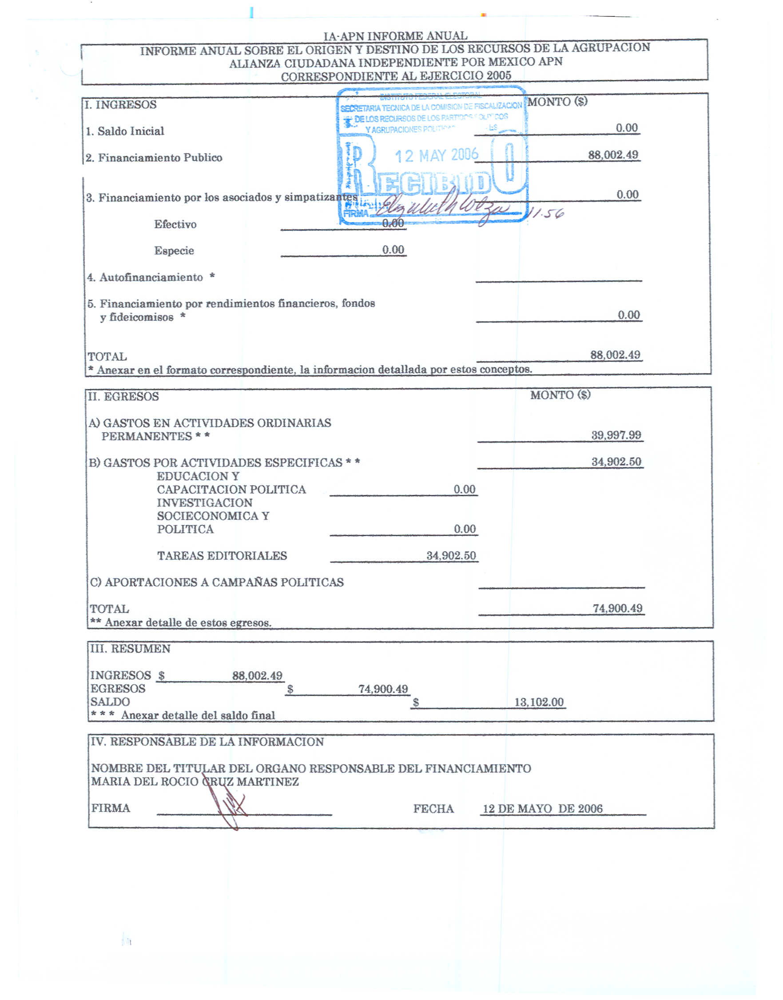 IA-APN INFORME ANUAL
INFORME ANUAL SOBRE EL ORIGEN Y DESTINO DE LOS RECURSOS DE LA AGRUPACION
ALIANZA CIUDADANA INDEPENDIENTE POR MEXICO APN
CORRESPONDIENTE AL EJERCICIO 2005
INSTITUTO FEDERAL ELECTORAL
SECRETARIA TECNICA DE LA COMISION DE FISCALIZACION
DE LOS RECURSOS DE LOS PARTIDOS POLITICOS
Y AGRUPACIONES
12 MAY 2006
RECIBIDO
FIRMA
11.56
I. INGRESOS MONTO ($)
1. Saldo Inicial 0.00
2. Financiamiento Publico 88,002.49
3. Financiamiento por los asociados y simpatizantes 0.00
Efectivo 0.00
Especie 0.00
4. Autofinanciamiento *
5. Financiamiento por rendimientos financieros, fondos
y fideicomisos * 0.00
TOTAL 88,002.49
* Anexar en el formato correspondiente, la informacion detallada por estos conceptos.
II. EGRESOS MONTO ($)
A) GASTOS EN ACTIVIDADES ORDINARIAS
PERMANENTES * * 39,997.99
B) GASTOS POR ACTIVIDADES ESPECIFICAS * * 34,902.50
EDUCACION Y
CAPACITACION POLITICA 0.00
INVESTIGACION
SOCIECONOMICA Y
POLITICA 0.00
TAREAS EDITORIALES 34,902.50
C) APORTACIONES A CAMPAÑAS POLITICAS
TOTAL 74,900.49
** Anexar detalle de estos egresos.
III. RESUMEN
INGRESOS $ 88,002.49
EGRESOS $ 74,900.49
SALDO $ 13,102.00
* * * Anexar detalle del saldo final
IV. RESPONSABLE DE LA INFORMACION
NOMBRE DEL TITULAR DEL ORGANO RESPONSABLE DEL FINANCIAMIENTO
MARIA DEL ROCIO CRUZ MARTINEZ
FIRMA FECHA 12 DE MAYO DE 2006